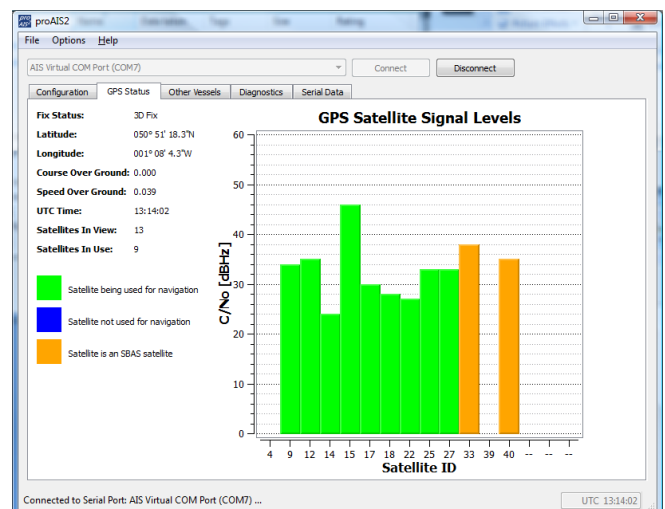 proAIS2
File Options Help
AIS Virtual COM Port (COM7) Connect Disconnect
Configuration GPS Status Other Vessels Diagnostics Serial Data
Fix Status: 3D Fix
Latitude: 050º 51' 18.3"N
Longitude: 001º 08' 4.3"W
Course Over Ground: 0.000
Speed Over Ground: 0.039
UTC Time: 13:14:02
Satellites In View: 13
Satellites In Use: 9
Satellite being used for navigation
Satellite not used for navigation
Satellite is an SBAS satellite
GPS Satellite Signal Levels
C/No [dBHz]
60
50
40
30
20
10
0
4 9 12 14 15 17 18 22 25 27 33 39 40 -- -- --
Satellite ID
Connected to Serial Port: AIS Virtual COM Port (COM7) ... UTC 13:14:02